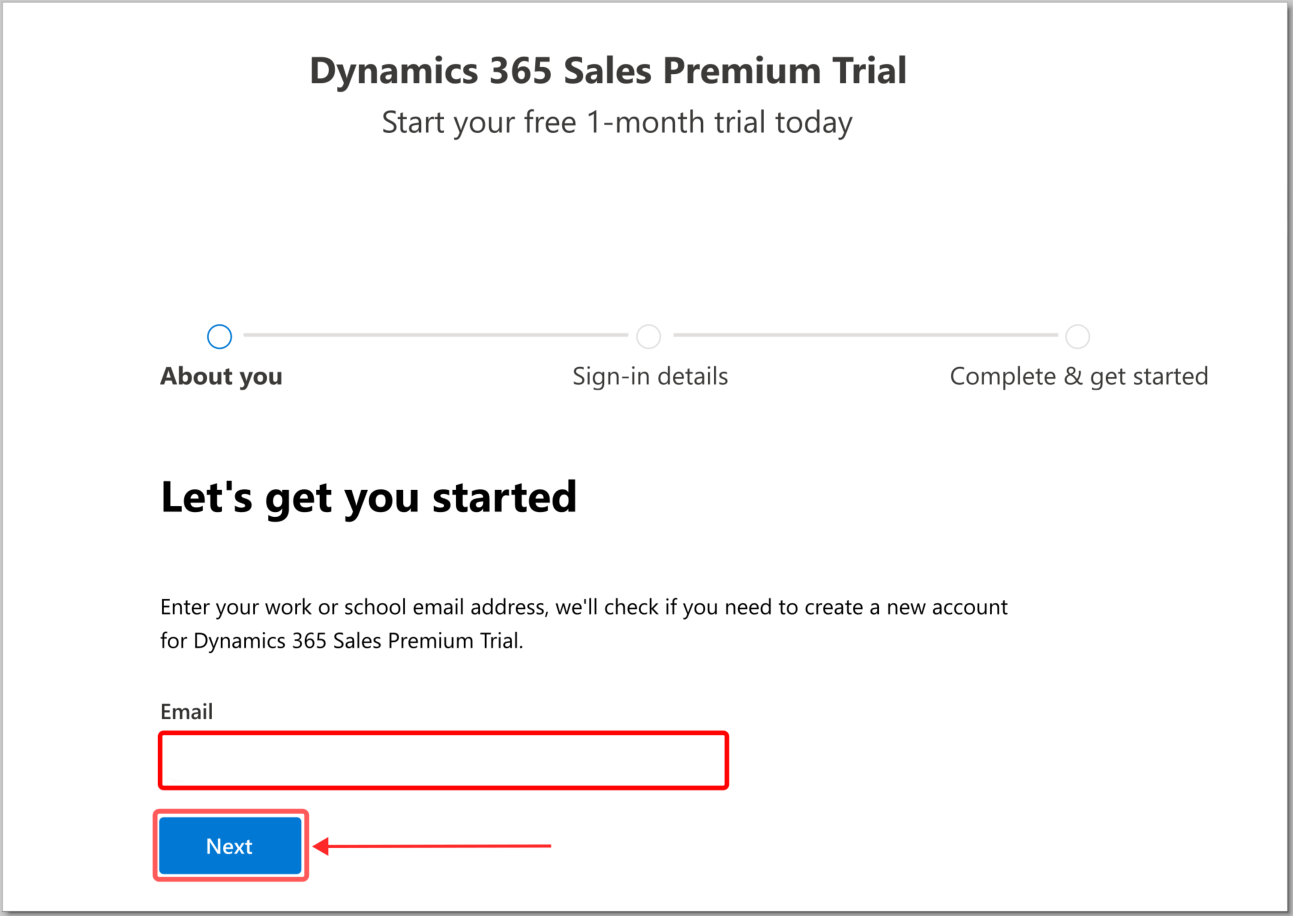 Dynamics 365 Sales Premium Trial
Start your free 1-month trial today
About you
Sign-in details
Complete & get started
Let's get you started
Enter your work or school email address, we'll check if you need to create a new account
for Dynamics 365 Sales Premium Trial.
Email
Next